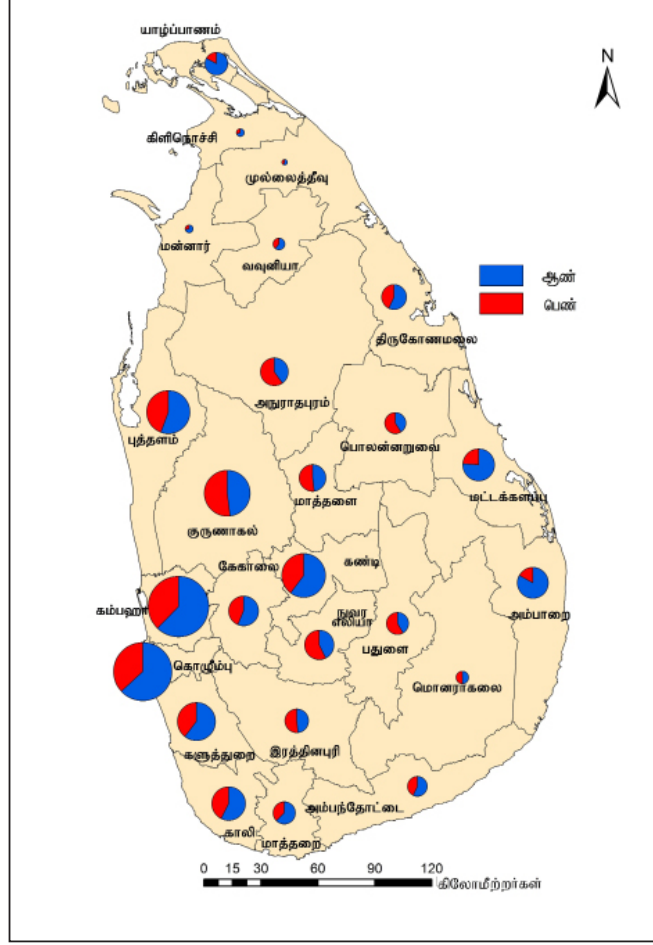 யாழ்ப்பாணம்
N
கிளிநொச்சி
முல்லைத்தீவு
மன்னார்
வவுனியா
ஆண்
பெண்
திருகோணமலை
அநுராதபுரம்
புத்தளம்
பொலன்னறுவை
மாத்தளை
மட்டக்களப்பு
குருணாகல்
கேகாலை
கண்டி
கம்பஹா
நுவர
எலியா
அம்பாறை
பதுளை
கொழும்பு
மொனராகலை
களுத்துறை
இரத்தினபுரி
அம்பந்தோட்டை
காலி
மாத்தறை
0 15 30 60 90 120
கிலோமீற்றர்கள்